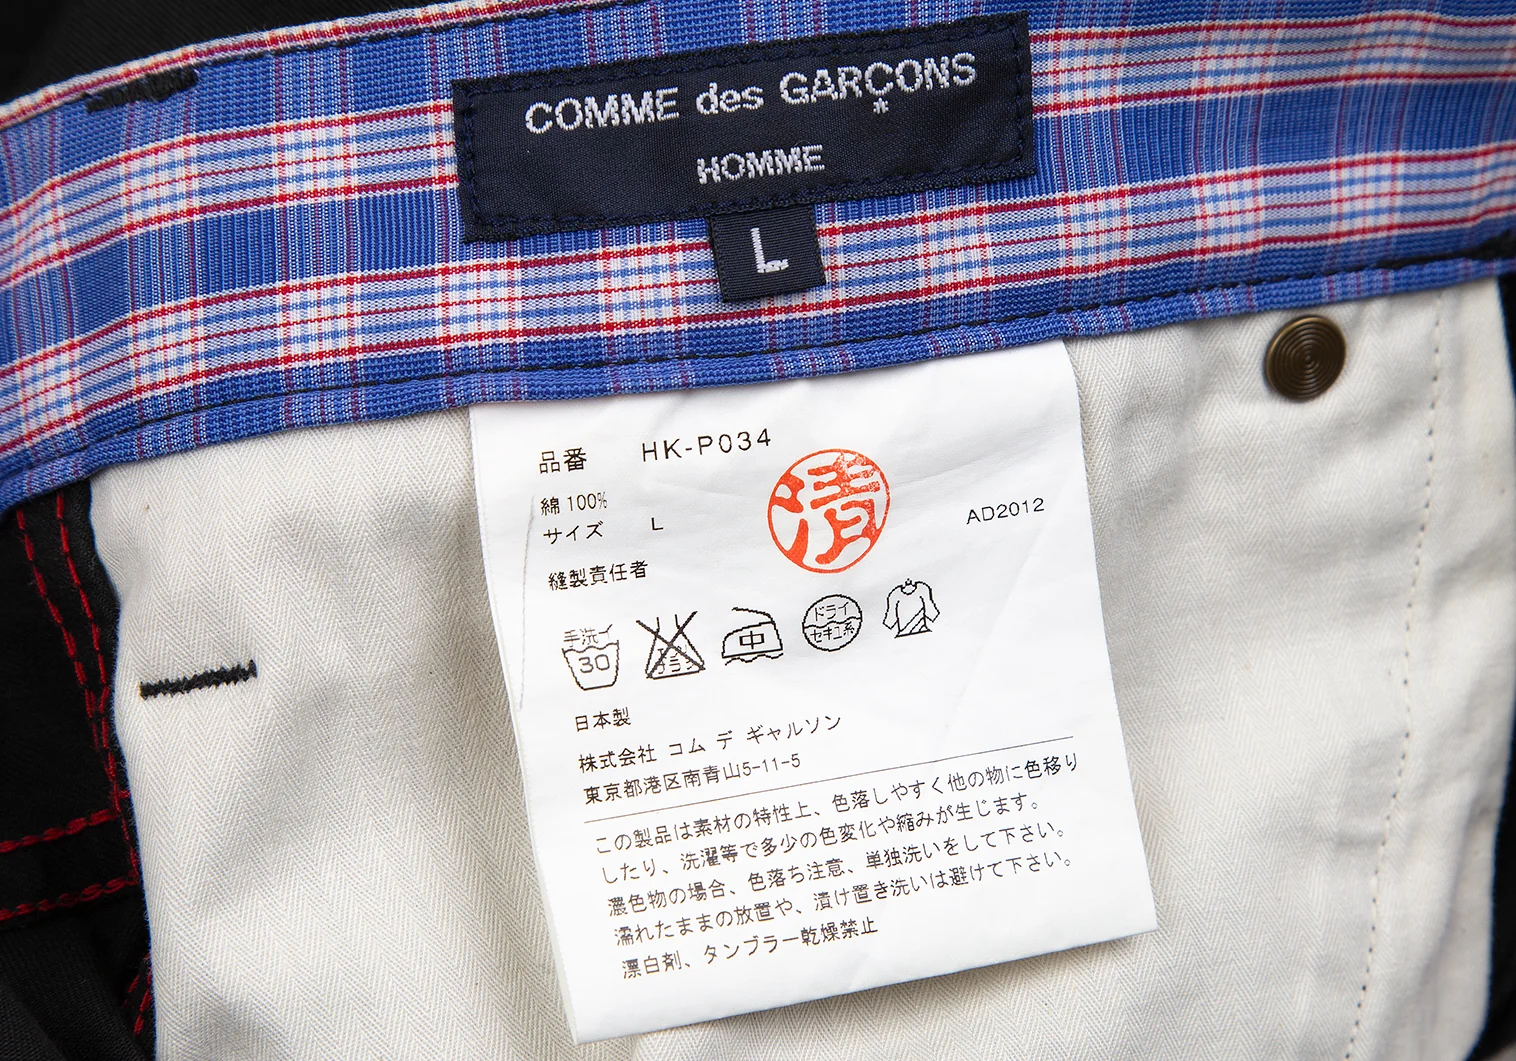 COMME des GARÇONS
*
HOMME
L
品番 HK-P034
綿 100%
サイズ L
AD2012
縫製責任者
清
手洗イ
30
中
ドライ
セキユ系
日本製
株式会社 コム デ ギャルソン
東京都港区南青山5-11-5
この製品は素材の特性上、色落しやすく他の物に色移り
したり、洗濯等で多少の色変化や縮みが生じます。
濃色物の場合、色落ち注意、単独洗いをして下さい。
濡れたままの放置や、漬け置き洗いは避けて下さい。
漂白剤、タンブラー乾燥禁止